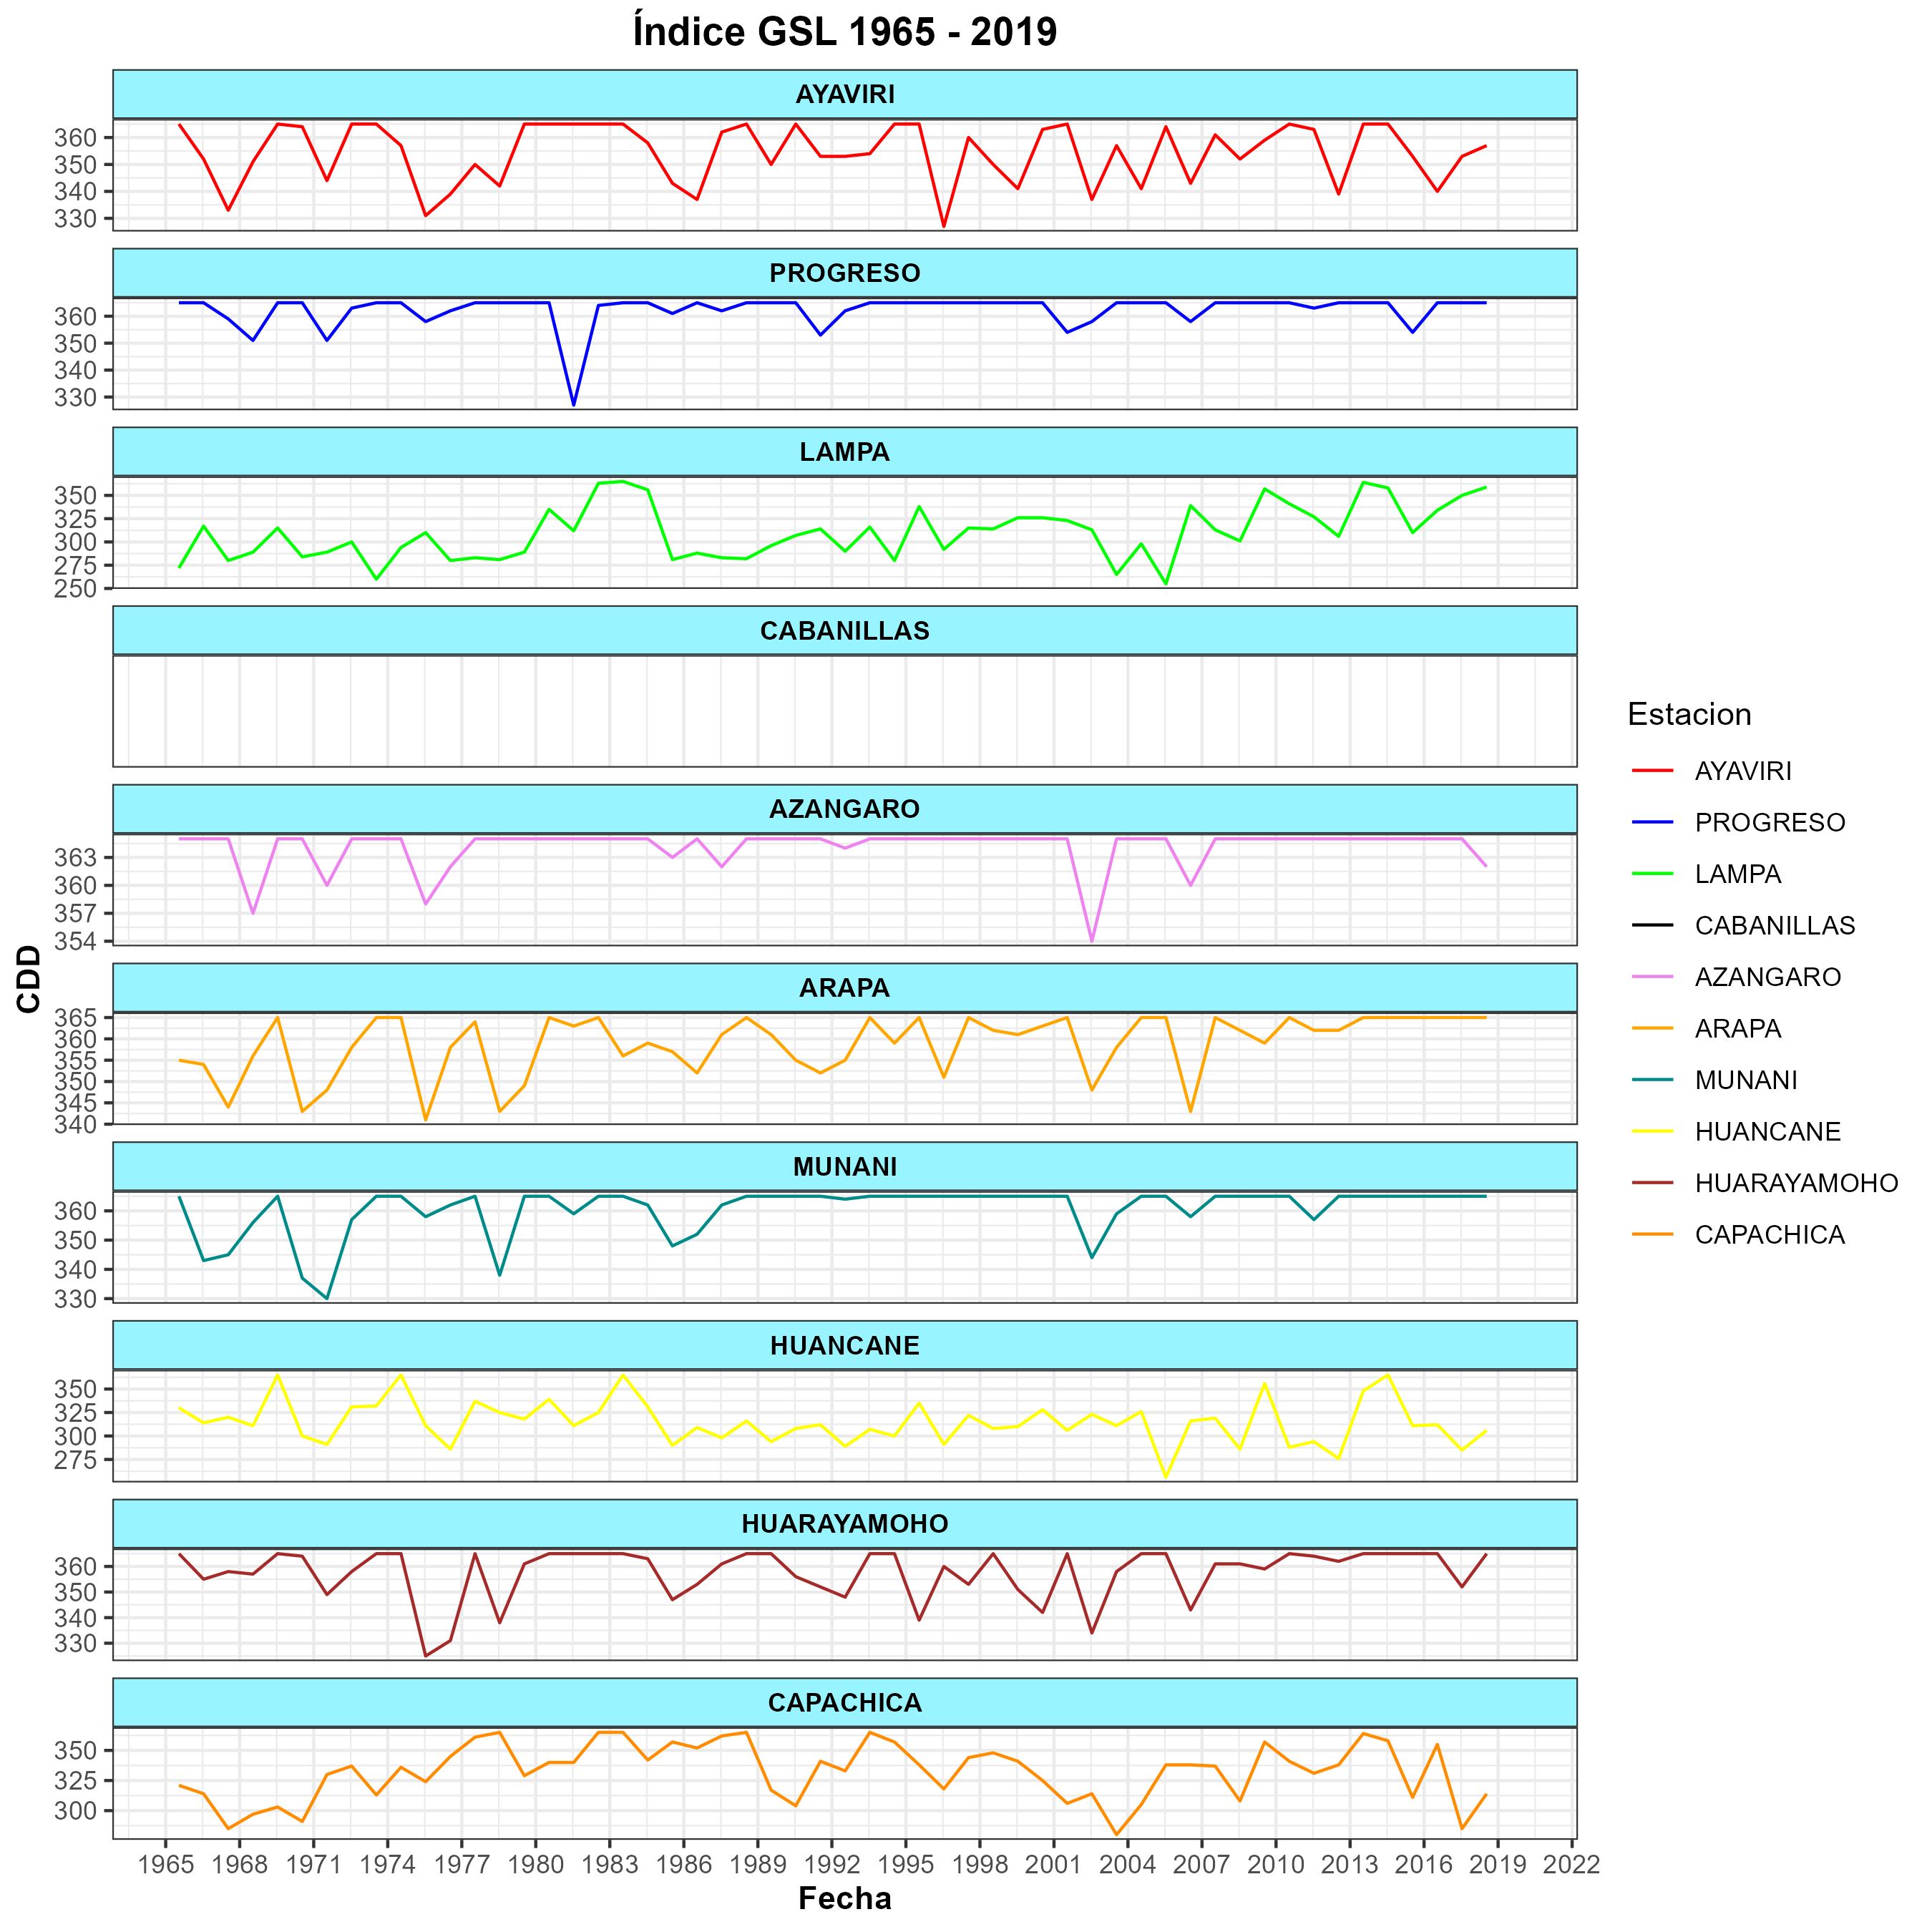 Índice GSL 1965 - 2019
AYAVIRI
360
350
340
330
PROGRESO
360
350
340
330
LAMPA
350
325
300
275
250
CABANILLAS
AZANGARO
363
360
357
354
ARAPA
365
360
355
350
345
340
MUNANI
360
350
340
330
HUANCANE
350
325
300
275
HUARAYAMOHO
360
350
340
330
CAPACHICA
350
325
300
1965 1968 1971 1974 1977 1980 1983 1986 1989 1992 1995 1998 2001 2004 2007 2010 2013 2016 2019 2022
Fecha
CDD
Estacion
AYAVIRI
PROGRESO
LAMPA
CABANILLAS
AZANGARO
ARAPA
MUNANI
HUANCANE
HUARAYAMOHO
CAPACHICA